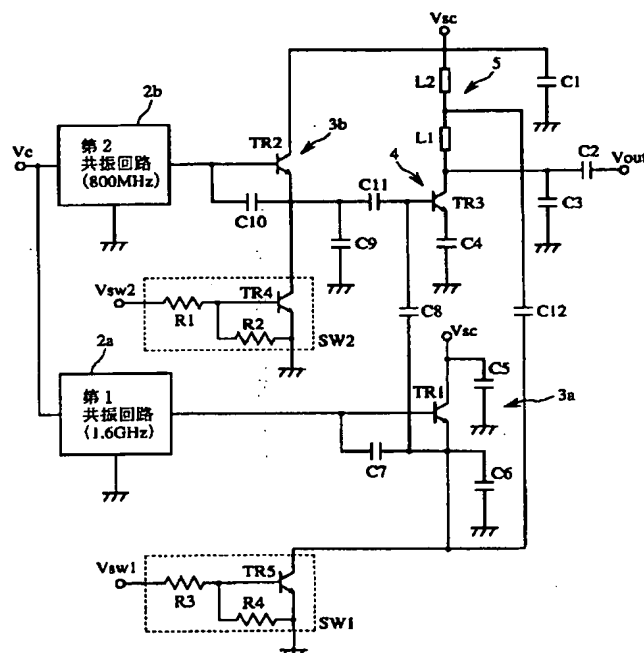 Vsc
L2
5
C1
2b
TR2
3b
Vc
第2
共振回路
(800MHz)
L1
C2
Vout
4
C11
C10
TR3
C3
C9
C4
Vsw2
TR4
R1
R2
SW2
C8
C12
Vsc
2a
C5
第1
共振回路
(1.6GHz)
TR1
3a
C7
C6
Vsw1
TR5
R3
R4
SW1